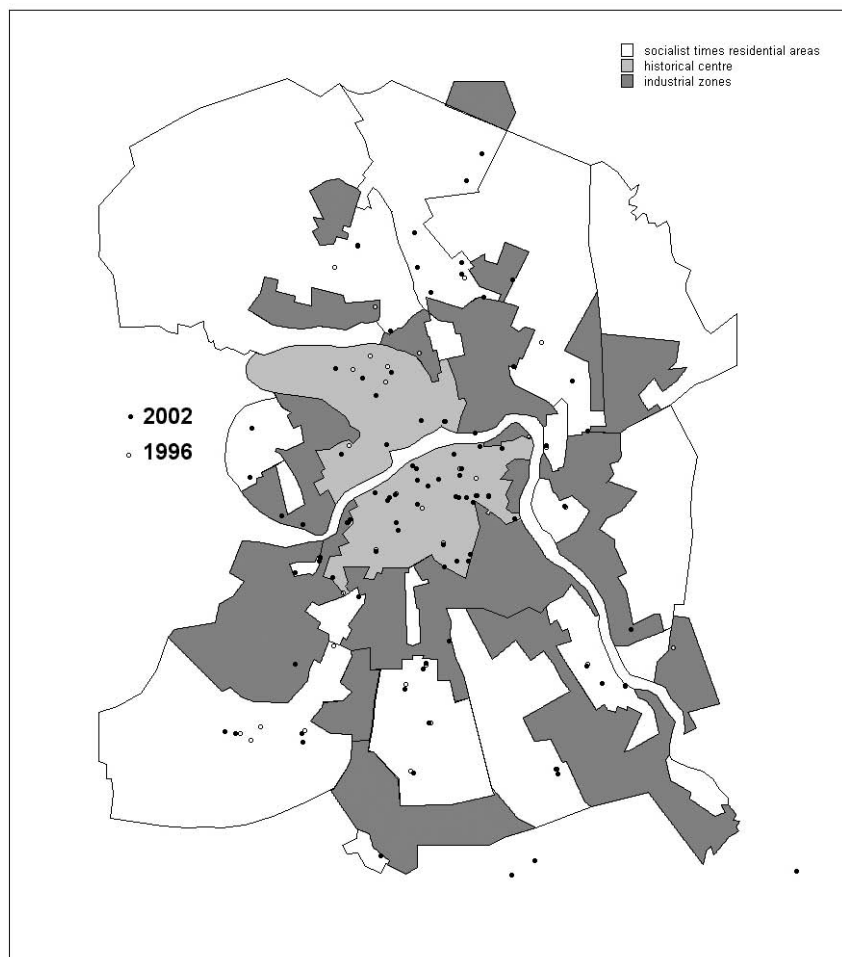 socialist times residential areas
historical centre
industrial zones
2002
1996